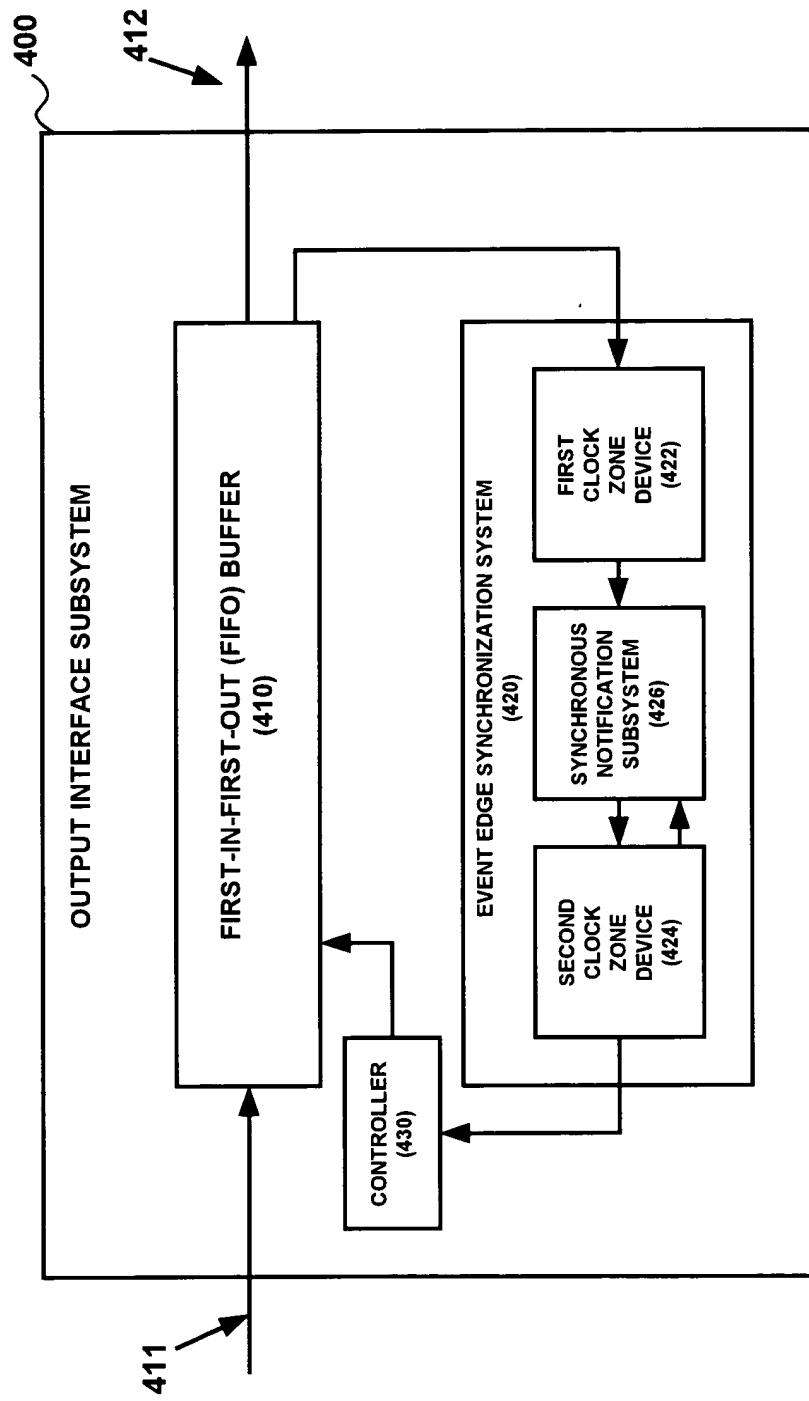 400
412
OUTPUT INTERFACE SUBSYSTEM
FIRST-IN-FIRST-OUT (FIFO) BUFFER
(410)
411
CONTROLLER
(430)
EVENT EDGE SYNCHRONIZATION SYSTEM
(420)
SECOND
CLOCK
ZONE
DEVICE
(424)
SYNCHRONOUS
NOTIFICATION
SUBSYSTEM
(426)
FIRST
CLOCK
ZONE
DEVICE
(422)